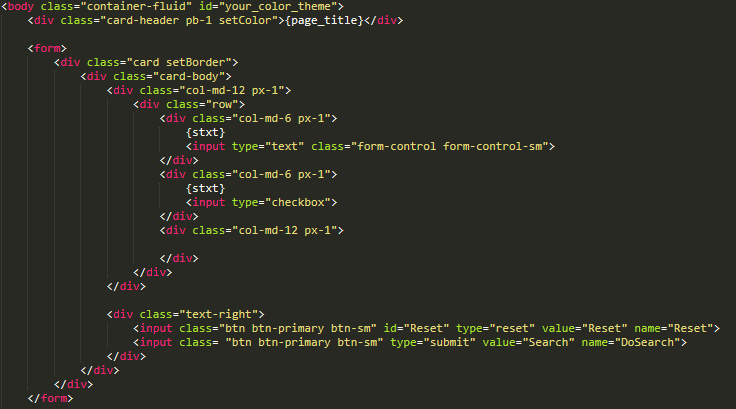 <body class="container-fluid" id="your_color_theme">
<div class="card-header pb-1 setColor">{page_title}</div>
<form>
<div class="card setBorder">
<div class="card-body">
<div class="col-md-12 px-1">
<div class="row">
<div class="col-md-6 px-1">
{stxt}
<input type="text" class="form-control form-control-sm">
</div>
<div class="col-md-6 px-1">
{stxt}
<input type="checkbox">
</div>
<div class="col-md-12 px-1">
</div>
</div>
</div>
<div class="text-right">
<input class="btn btn-primary btn-sm" id="Reset" type="reset" value="Reset" name="Reset">
<input class= "btn btn-primary btn-sm" type="submit" value="Search" name="DoSearch">
</div>
</div>
</div>
</form>